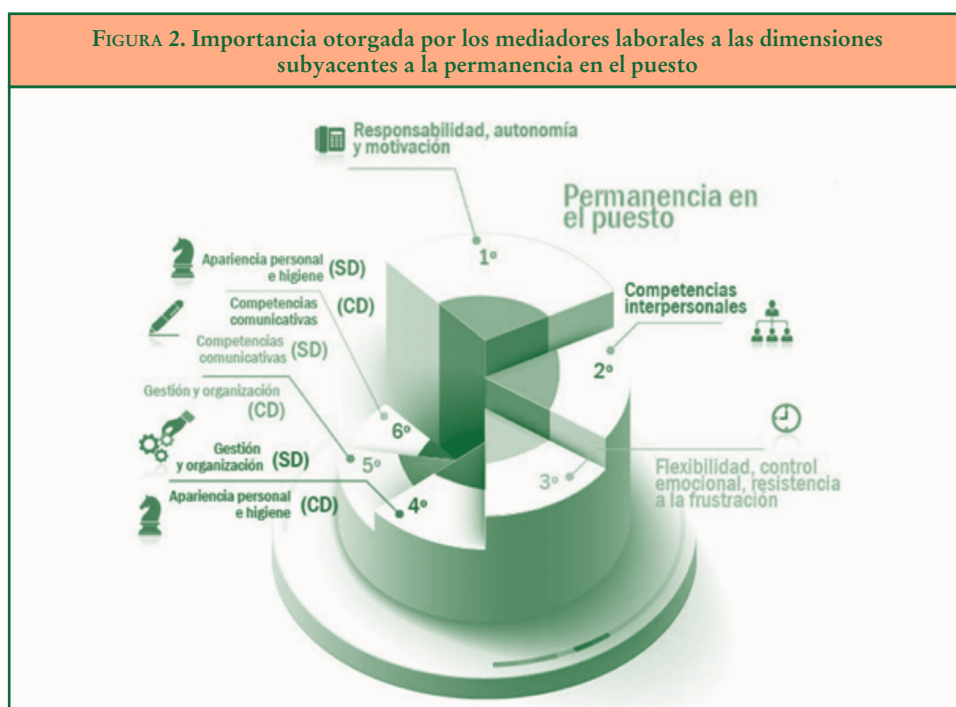 FIGURA 2. Importancia otorgada por los mediadores laborales a las dimensiones
subyacentes a la permanencia en el puesto
Responsabilidad, autonomía
y motivación
Permanencia en
el puesto
1º
Apariencia personal
e higiene (SD)
Competencias
comunicativas (CD)
Competencias
comunicativas (SD)
Gestión y organización
(CD)
Gestión
y organización (SD)
Apariencia personal
e higiene (CD)
Competencias
interpersonales
2º
6º
5º
4º
3º
Flexibilidad, control
emocional, resistencia
a la frustración